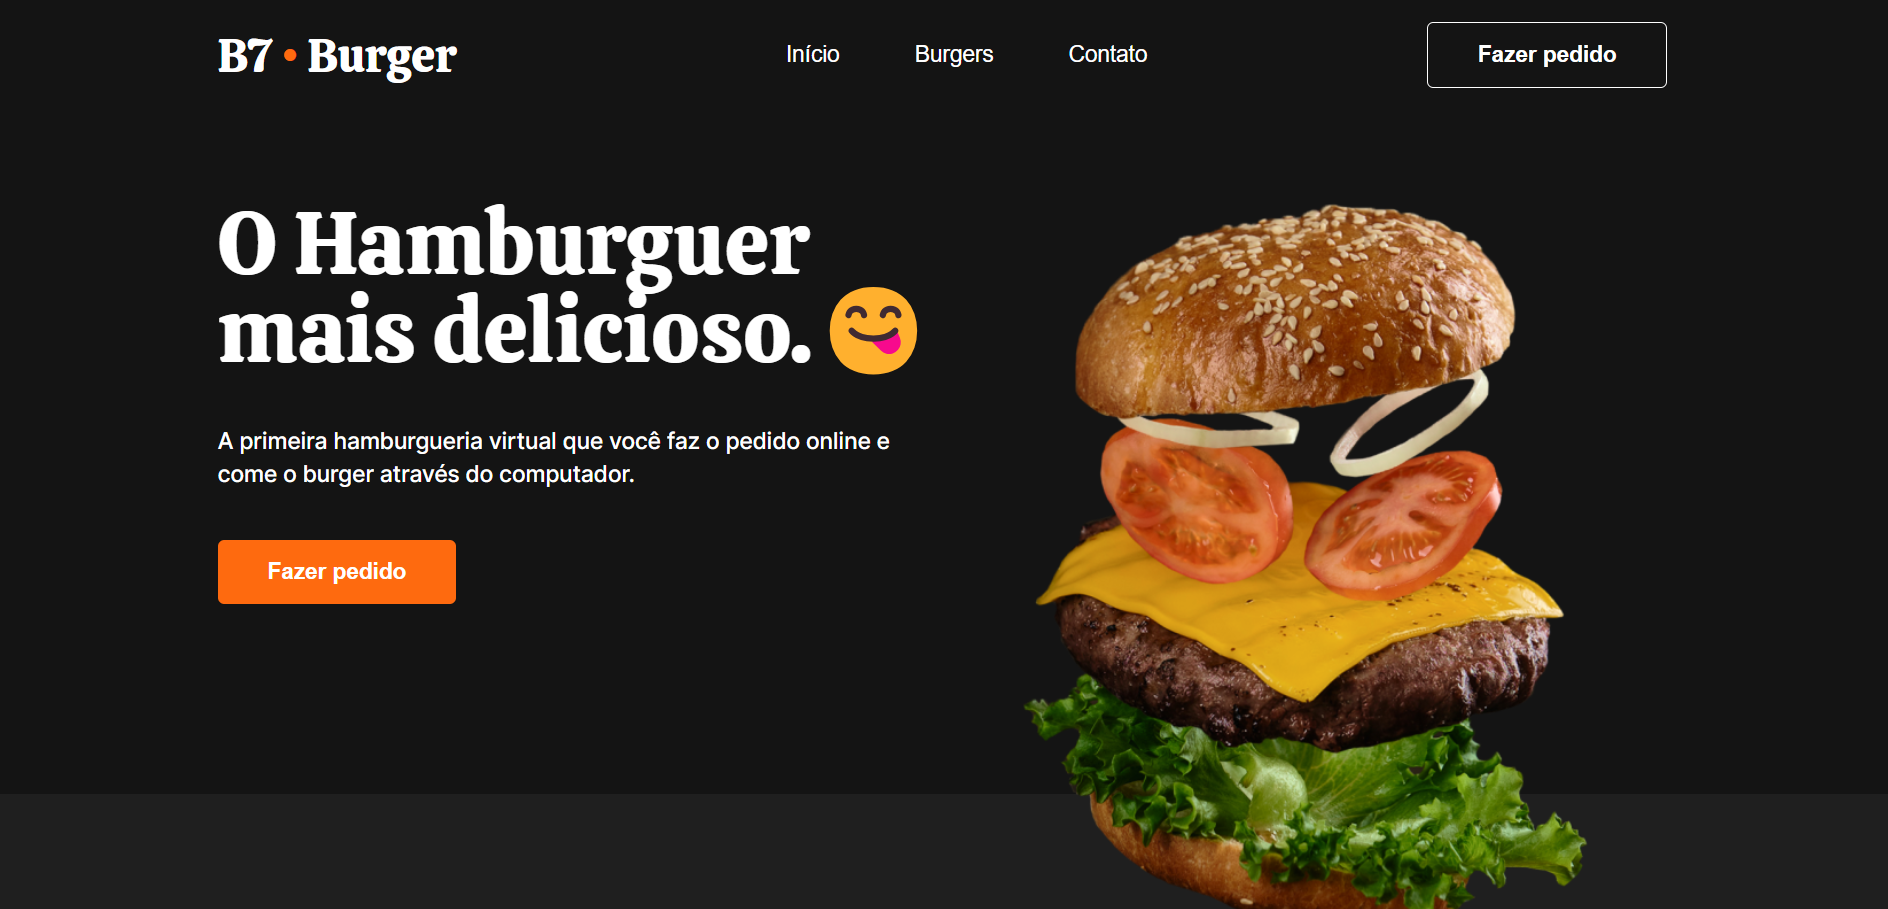 B7 • Burger
Início
Burgers
Contato
Fazer pedido
O Hamburguer
mais delicioso. 😋
A primeira hamburgueria virtual que você faz o pedido online e
come o burger através do computador.
Fazer pedido